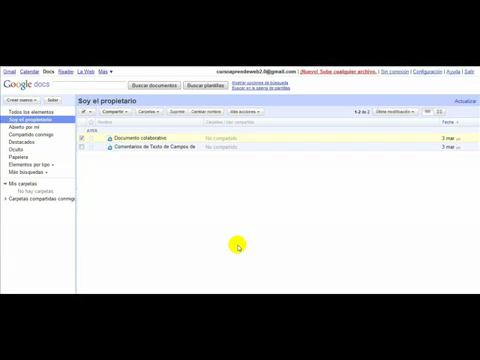 Gmail Calendar Docs Reader La Web Más ▼
cursoaprendeweb2.0@gmail.com | ¡Nuevo! Sube cualquier archivo. | Sin conexión | Configuración | Ayuda | Salir
Google docs
Buscar documentos Buscar plantillas
Mostrar opciones de búsqueda
Buscar en la galería de plantillas
Crear nuevo Subir
Soy el propietario Actualizar
Todos los elementos
Soy el propietario
Abierto por mí
Compartido conmigo
Destacados
Oculto
Papelera
Elementos por tipo
Más búsquedas
Mis carpetas
No hay carpetas
Carpetas compartidas conmigo
Compartir Carpetas Suprimir Cambiar nombre Más acciones 1-2 de 2 Última modificación
Nombre Carpetas / Uso compartido Fecha
AYER
Documento colaborativo No compartido 3 mar
Comentarios de Texto de Campos de No compartido 3 mar